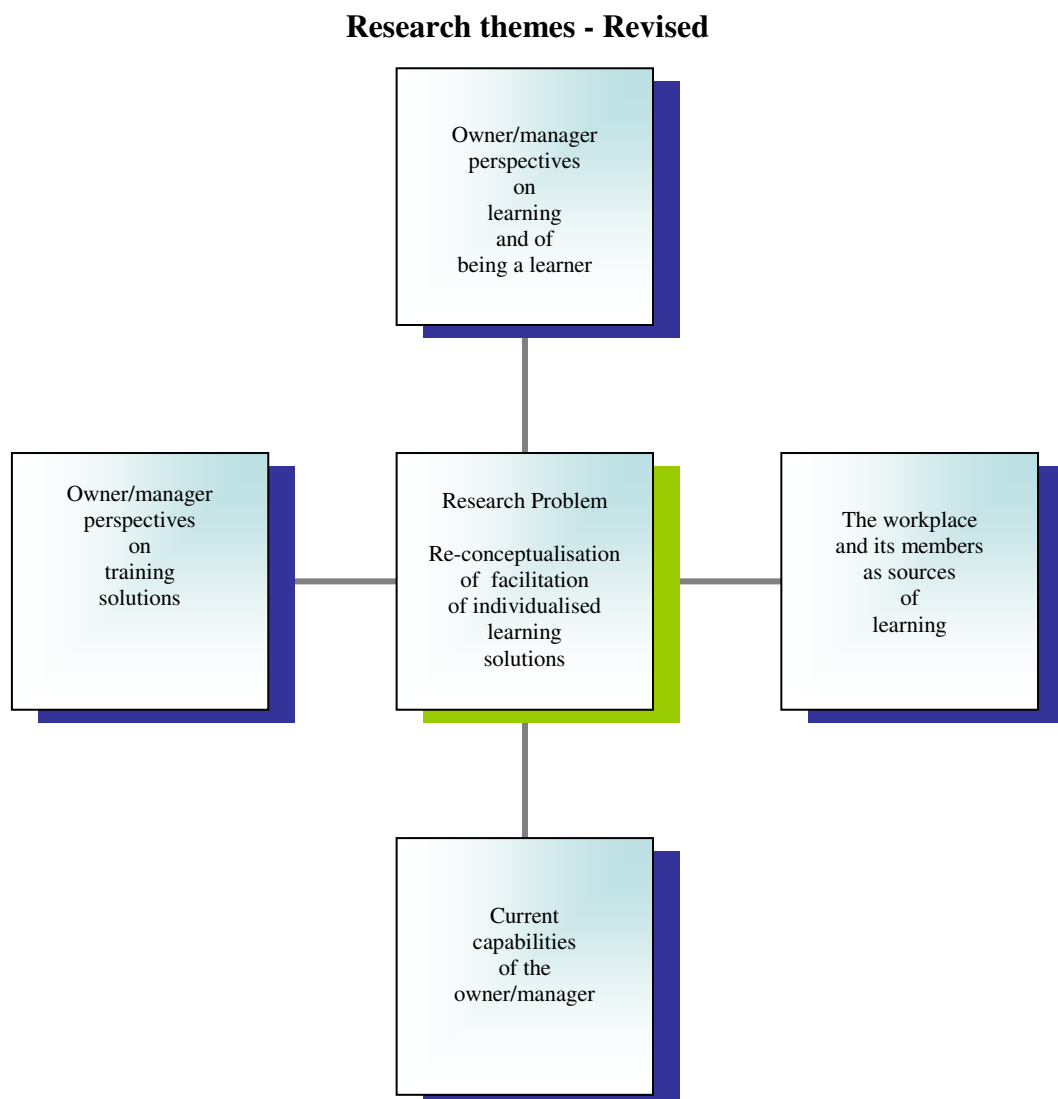 Research themes - Revised
Owner/manager
perspectives
on
learning
and of
being a learner
Owner/manager
perspectives
on
training
solutions
Research Problem
Re-conceptualisation
of facilitation
of individualised
learning
solutions
The workplace
and its members
as sources
of
learning
Current
capabilities
of the
owner/manager